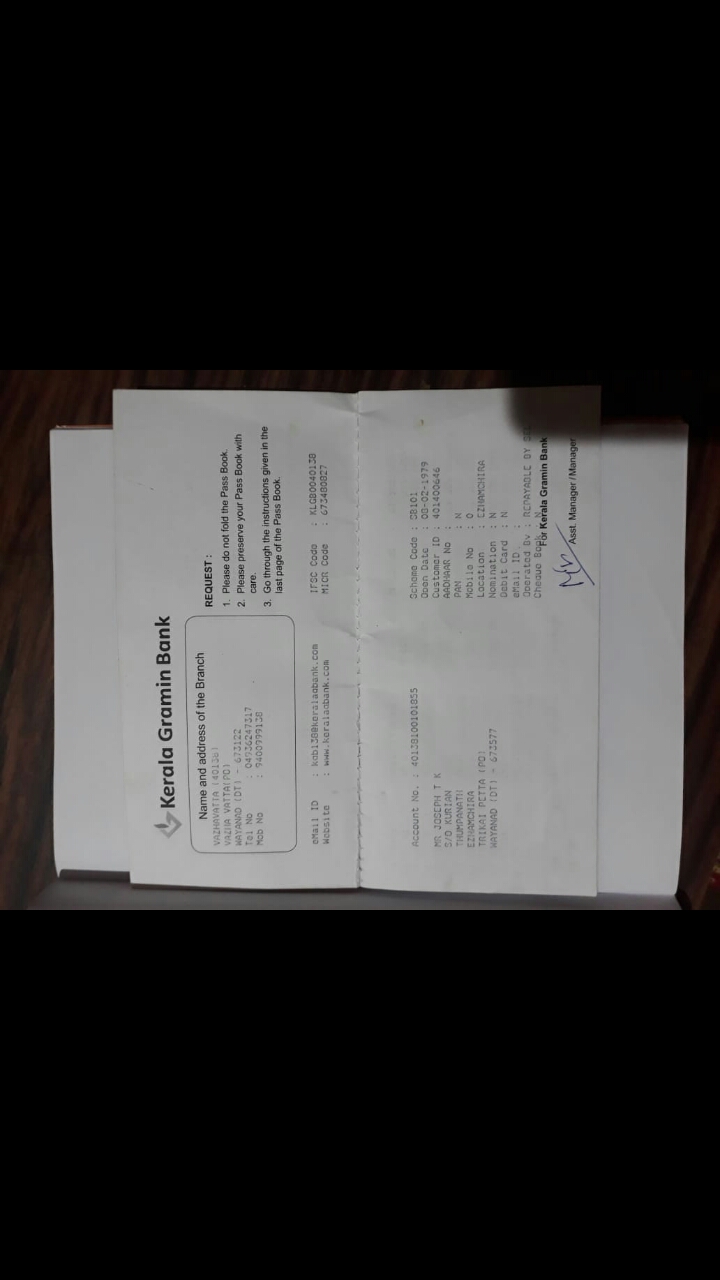 Kerala Gramin Bank
Name and address of the Branch
VAZHAVATTA (40138)
VAZHA VATTA(PO)
WAYANAD (DT) - 673122
Tel No : 04936247317
Mob No : 9400999138
REQUEST :
1. Please do not fold the Pass Book.
2. Please preserve your Pass Book with
care.
3. Go through the instructions given in the
last page of the Pass Book.
eMail ID : kgb138@keralagbank.com
Website : www.keralagbank.com
IFSC Code : KLGB0040138
MICR Code : 673480827
Account No. : 40138100101855
MR JOSEPH T K
S/O KURIAN
THUMPANATH
EZHAMCHIRA
TRIKAI PETTA (PO)
WAYANAD (DT) - 673577
Scheme Code : SB101
Open Date : 08-02-1979
Customer ID : 401400646
AADHAAR No :
PAN : N
Mobile No : 0
Location : EZHAMCHIRA
Nomination : N
Debit Card : N
eMail ID :
Operated By : REPAYABLE BY
Cheque Book : N
For Kerala Gramin Bank
Asst. Manager / Manager